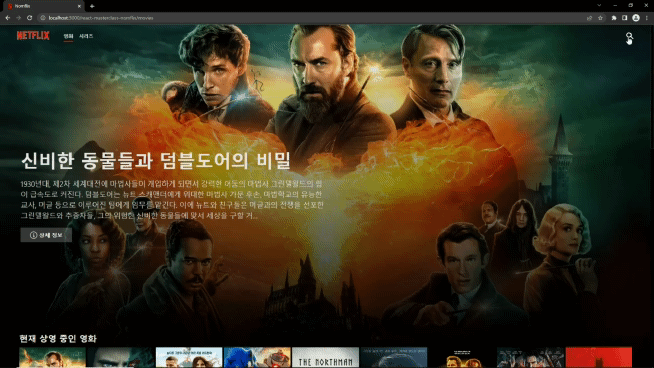 Nomflix
localhost:3000/react-masterclass-nomflix/movies
NETFLIX
영화 시리즈
신비한 동물들과 덤블도어의 비밀
1930년대, 제2차 세계대전에 마법사들이 개입하게 되면서 강력한 어둠의 마법사 그린델왈드의 힘
이 급속도로 커진다. 덤블도어는 뉴트 스캐맨더에게 위대한 마법사 가문 후손, 마법학교의 유능한
교사, 머글 등으로 이루어진 팀에게 임무를 맡긴다. 이에 뉴트와 친구들은 머글과의 전쟁을 선포한
그린델왈드와 추종자들, 그의 위험한 신비한 동물들에 맞서 세상을 구할 거...
상세 정보
현재 상영 중인 영화
THE NORTHMAN